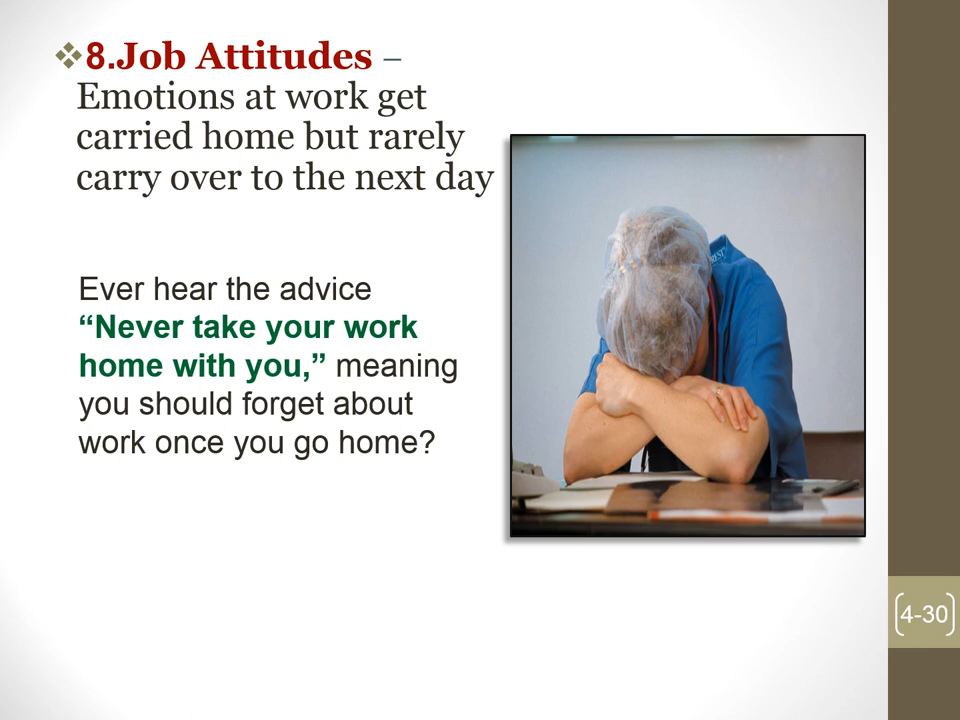 ❖8.Job Attitudes –
Emotions at work get
carried home but rarely
carry over to the next day
Ever hear the advice
“Never take your work
home with you,” meaning
you should forget about
work once you go home?
4-30